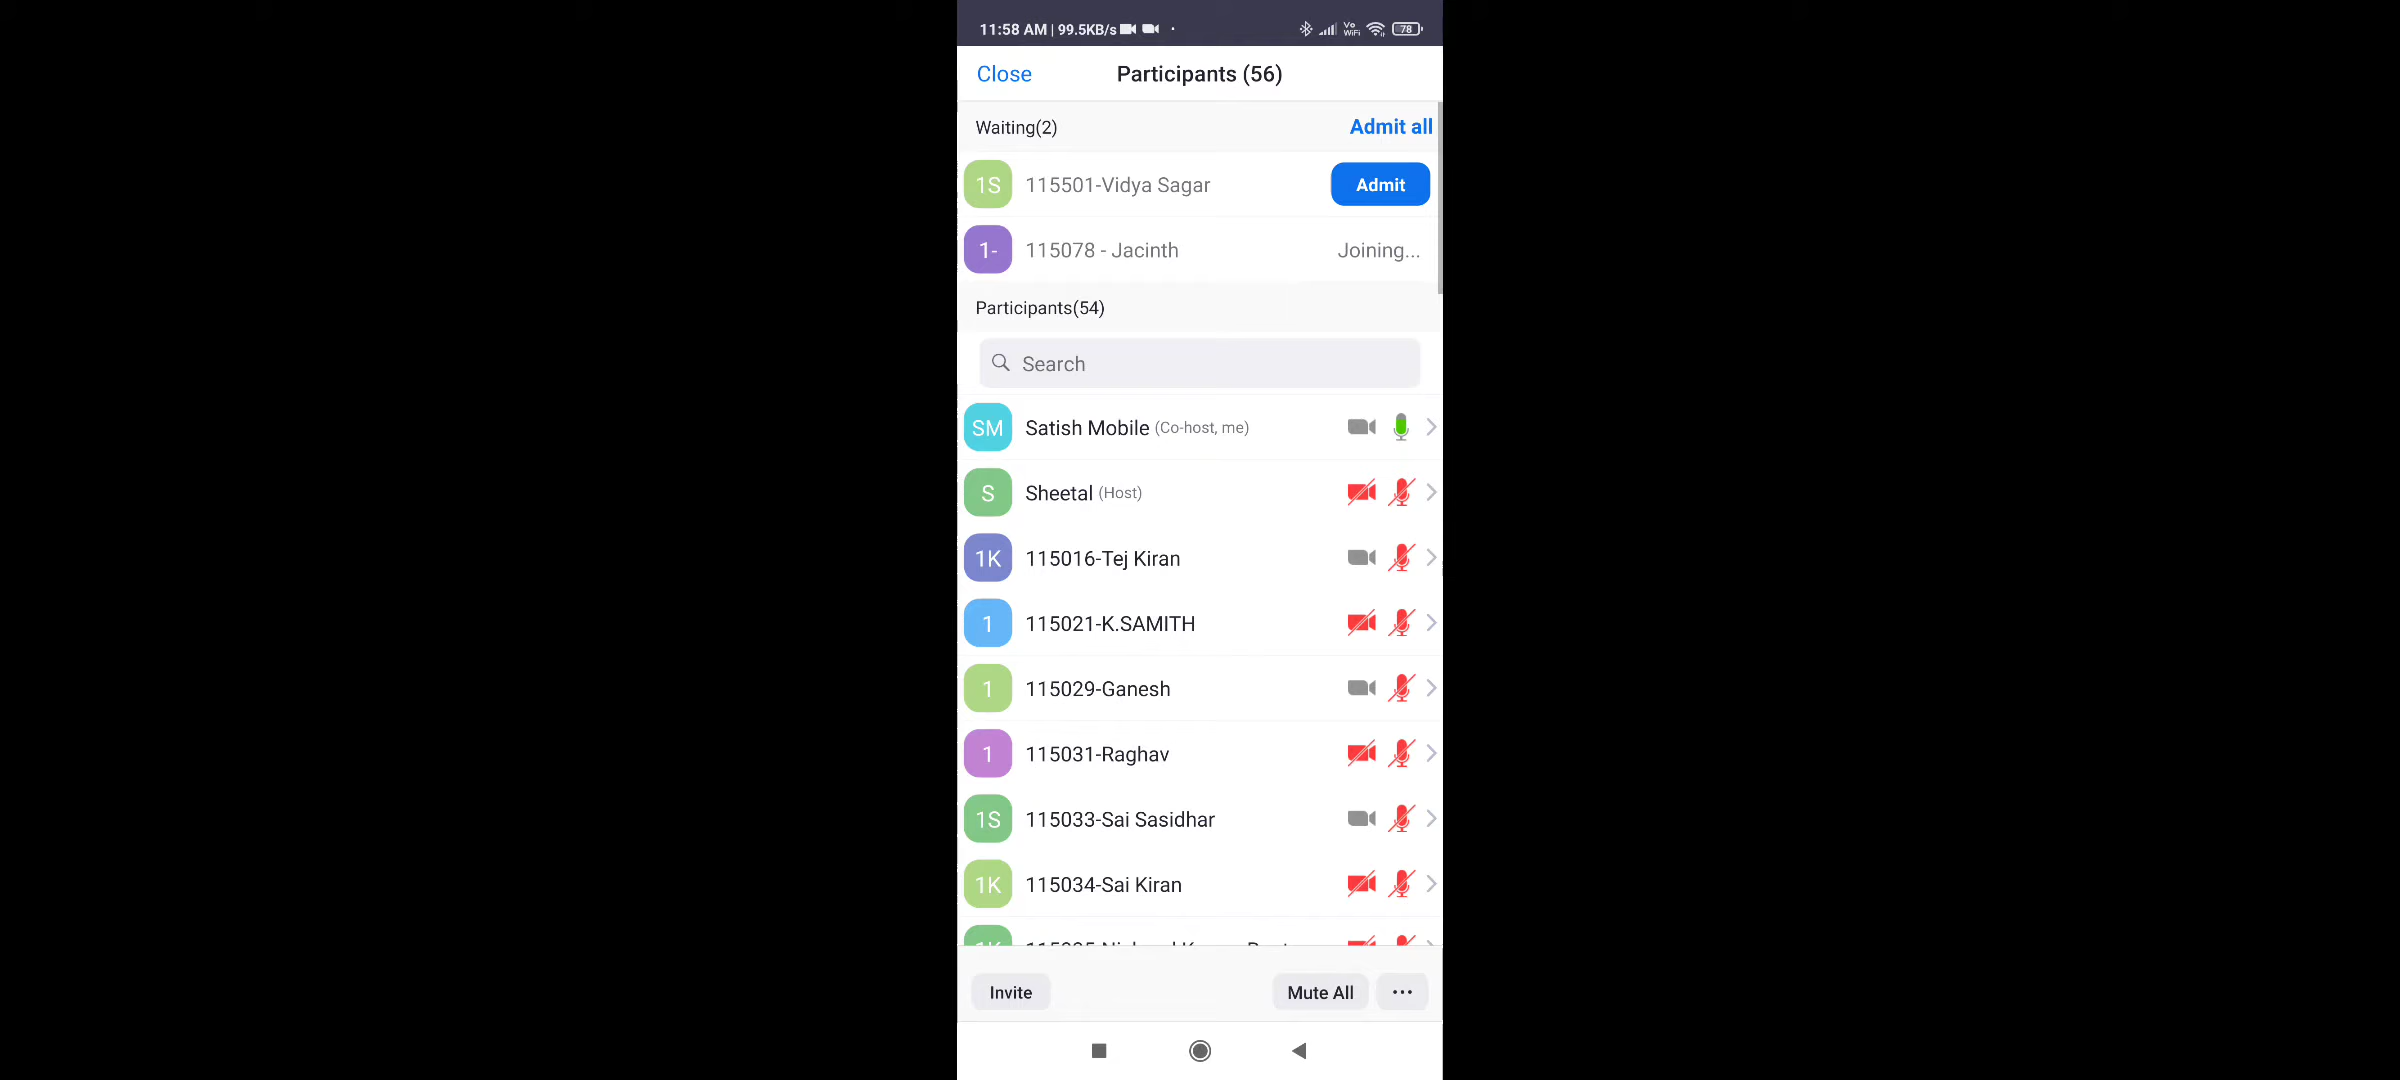 11:58 AM | 99.5KB/s Vo WiFi 78
Close Participants (56)
Waiting(2) Admit all
1S 115501-Vidya Sagar Admit
1- 115078 - Jacinth Joining...
Participants(54)
Search
SM Satish Mobile (Co-host, me)
S Sheetal (Host)
1K 115016-Tej Kiran
1 115021-K.SAMITH
1 115029-Ganesh
1 115031-Raghav
1S 115033-Sai Sasidhar
1K 115034-Sai Kiran
Invite Mute All